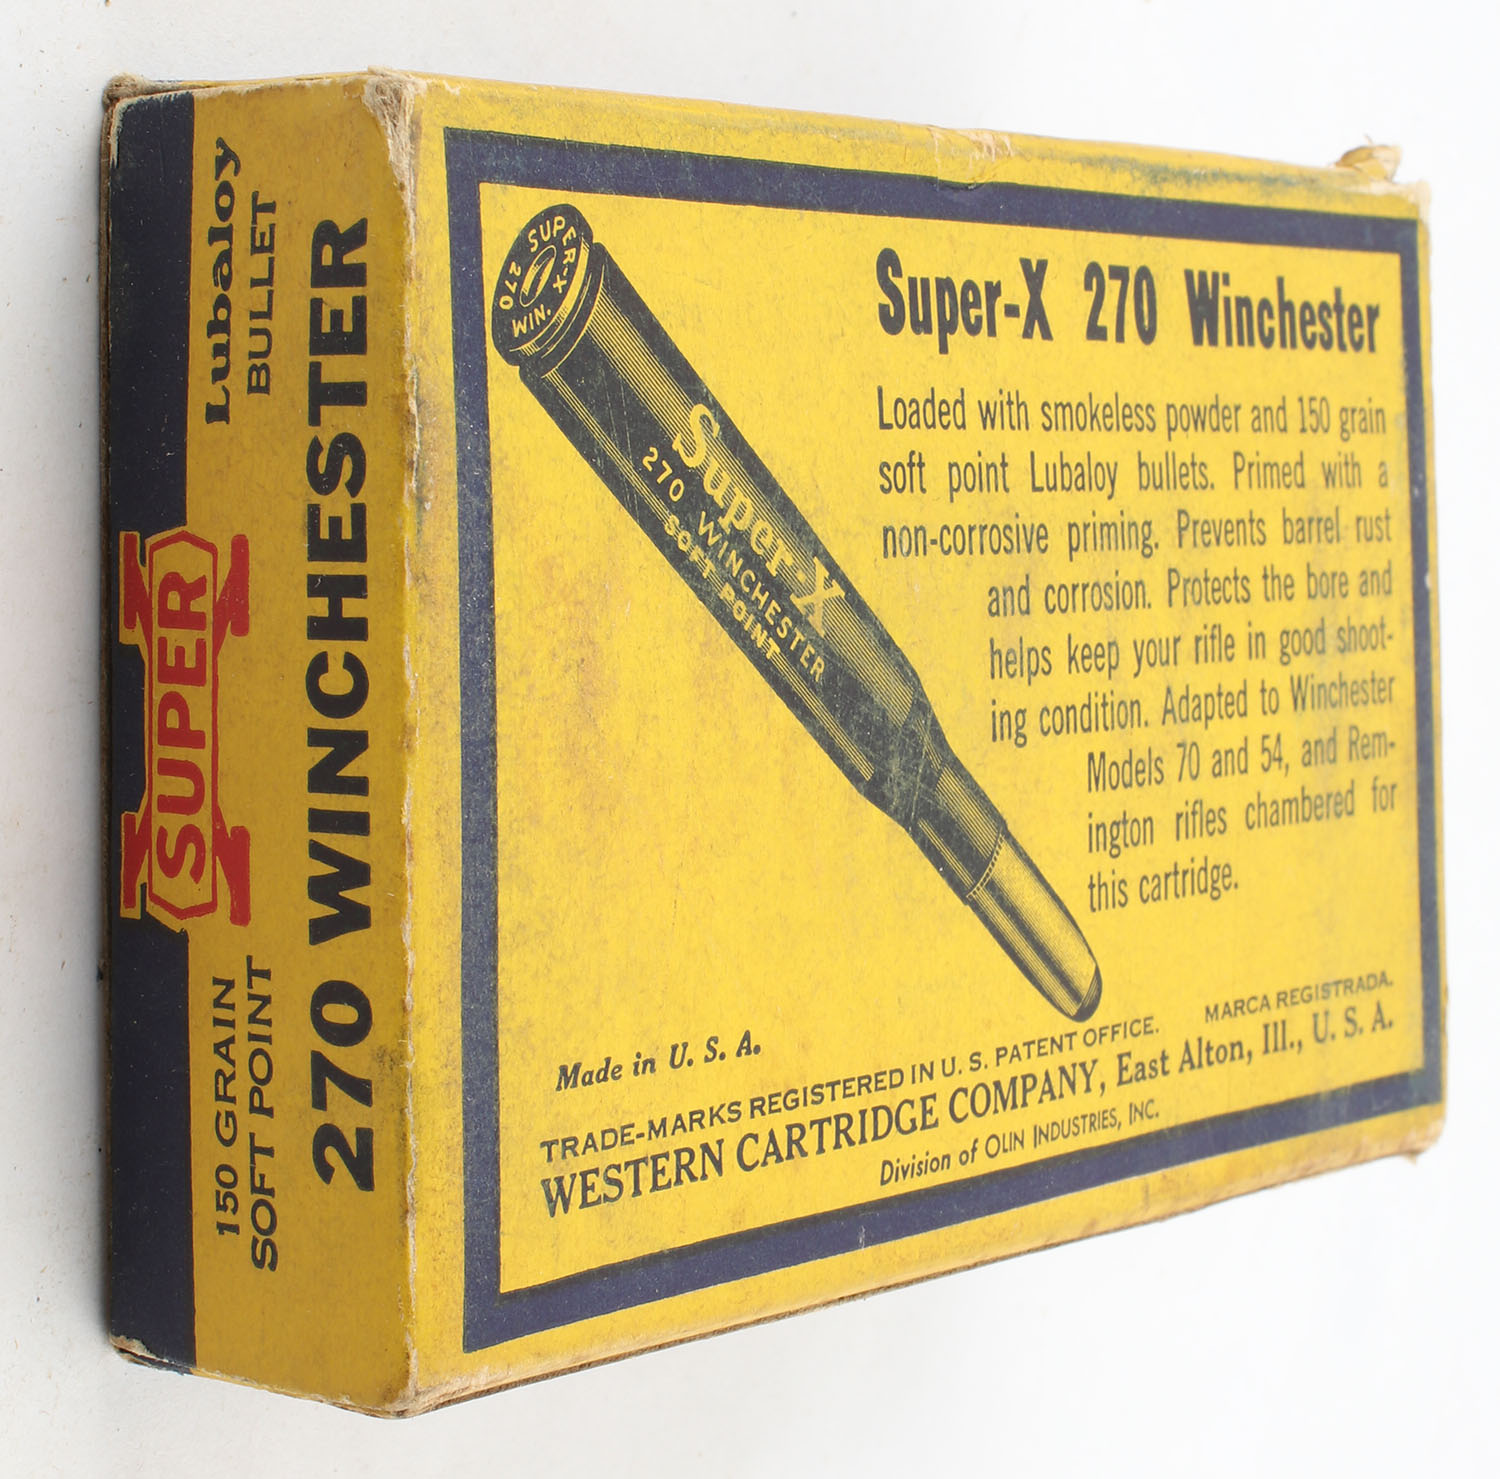 Lubaloy
BULLET
SUPER
X
150 GRAIN
SOFT POINT
270 WINCHESTER
SUPER-X
270 WIN.
Super-X
270 WINCHESTER
SOFT POINT
Super-X 270 Winchester
Loaded with smokeless powder and 150 grain
soft point Lubaloy bullets. Primed with a
non-corrosive priming. Prevents barrel rust
and corrosion. Protects the bore and
helps keep your rifle in good shoot-
ing condition. Adapted to Winchester
Models 70 and 54, and Rem-
ington rifles chambered for
this cartridge.
Made in U. S. A.
TRADE-MARKS REGISTERED IN U. S. PATENT OFFICE. MARCA REGISTRADA.
WESTERN CARTRIDGE COMPANY, East Alton, Ill., U. S. A.
Division of OLIN INDUSTRIES, INC.